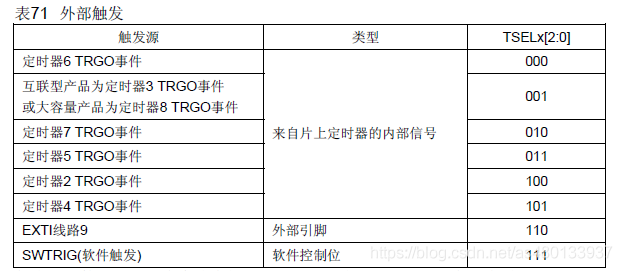 表71 外部触发
触发源 类型 TSELx[2:0]
定时器6 TRGO事件 000
互联型产品为定时器3 TRGO事件
或大容量产品为定时器8 TRGO事件 001
定时器7 TRGO事件 来自片上定时器的内部信号 010
定时器5 TRGO事件 011
定时器2 TRGO事件 100
定时器4 TRGO事件 101
EXTI线路9 外部引脚 110
SWTRIG(软件触发) 软件控制位 111